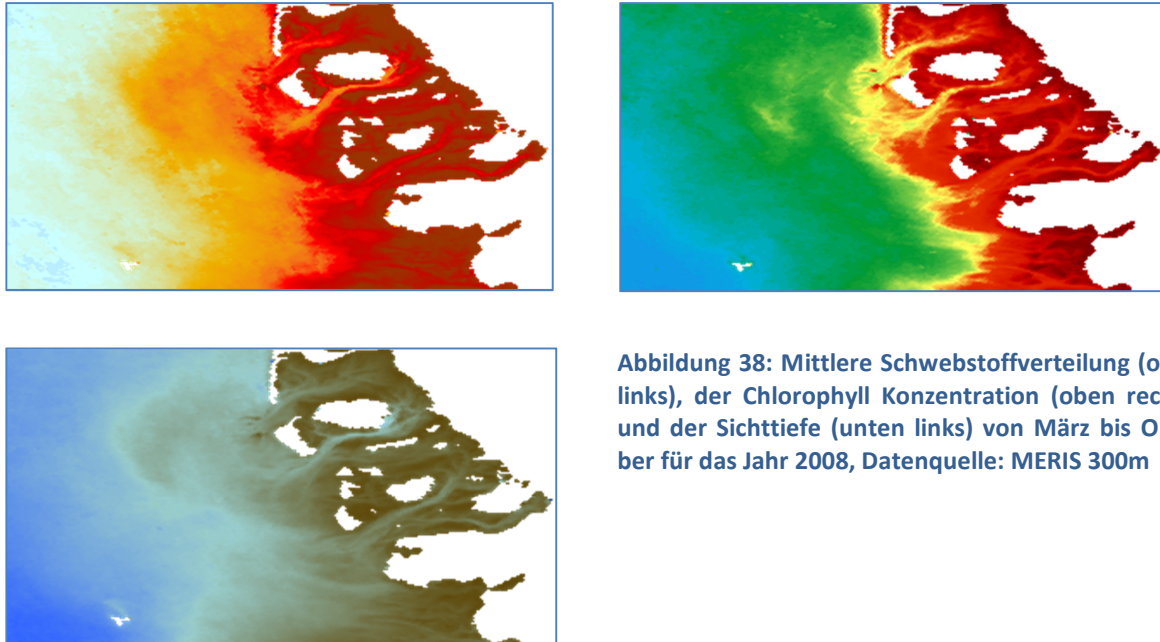 Abbildung 38: Mittlere Schwebstoffverteilung
links), der Chlorophyll Konzentration (oben
und der Sichttiefe (unten links) von März bis
ber für das Jahr 2008, Datenquelle: MERIS 300m